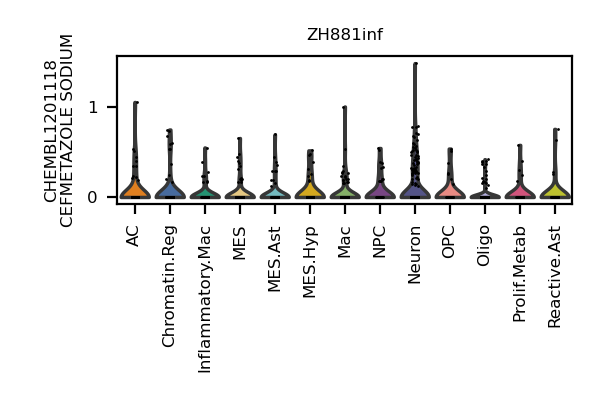 ZH881inf
CHEMBL1201118
CEFMETAZOLE SODIUM
1
0
AC
Chromatin.Reg
Inflammatory.Mac
MES
MES.Ast
MES.Hyp
Mac
NPC
Neuron
OPC
Oligo
Prolif.Metab
Reactive.Ast